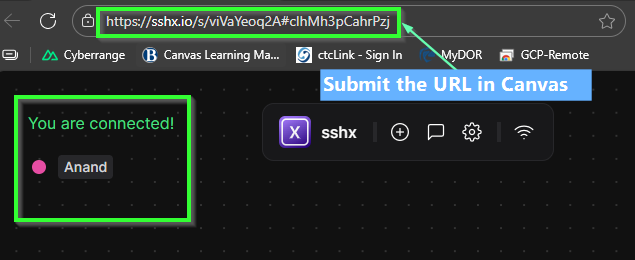 https://sshx.io/s/viVaYeoq2A#clhMh3pCahrPzj
Cyberrange
B Canvas Learning Ma...
ctcLink - Sign In
MyDOR
GCP-Remote
Submit the URL in Canvas
You are connected!
Anand
X sshx